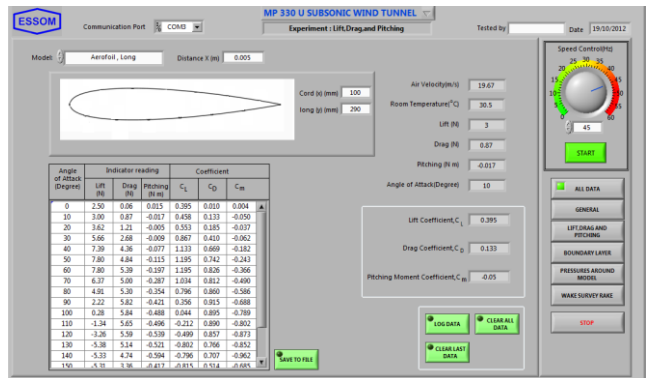 ESSOM
Communication Port COM3
MP 330 U SUBSONIC WIND TUNNEL
Experiment : Lift,Drag,and Pitching
Tested by
Date 19/10/2012
Model: Aerofoil , Long
Distance X (m) 0.005
Cord (x) (mm) 100
long (y) (mm) 290
Air Velocity(m/s) 19.67
Room Temperature(°C) 30.5
Lift (N) 3
Drag (N) 0.87
Pitching (N m) -0.017
Angle of Attack(Degree) 10
Speed Control(Hz)
20 25 30 35 40
15 45
10
5 55
0 60
45
START
Angle of Attack (Degree) Indicator reading Coefficient
Lift (N) Drag (N) Pitching (N m) CL CD Cm
0 2.50 0.06 0.015 0.395 0.010 0.004
10 3.00 0.87 -0.017 0.458 0.133 -0.050
20 3.62 1.21 -0.005 0.553 0.185 -0.037
30 5.66 2.68 -0.009 0.867 0.410 -0.062
40 7.39 4.36 -0.077 1.133 0.669 -0.182
50 7.80 4.84 -0.115 1.195 0.742 -0.243
60 7.80 5.39 -0.197 1.195 0.826 -0.366
70 6.37 5.00 -0.287 1.034 0.812 -0.490
80 4.91 5.30 -0.354 0.796 0.860 -0.586
90 2.22 5.82 -0.421 0.356 0.915 -0.688
100 0.28 5.84 -0.488 0.044 0.895 -0.789
110 -1.34 5.65 -0.496 -0.212 0.890 -0.802
120 -3.26 5.59 -0.539 -0.499 0.857 -0.873
130 -5.38 5.14 -0.521 -0.802 0.766 -0.852
140 -5.33 4.74 -0.594 -0.796 0.707 -0.962
150 -5.31 3.36 -0.417 -0.815 0.514 -0.685
Lift Coefficient,C L 0.395
Drag Coefficient,C D 0.133
Pitching Moment Coefficient,C m -0.05
SAVE TO FILE
LOG DATA
CLEAR ALL DATA
CLEAR LAST DATA
ALL DATA
GENERAL
LIFT,DRAG AND PITCHING
BOUNDARY LAYER
PRESSURES AROUND MODEL
WAKE SURVEY RAKE
STOP